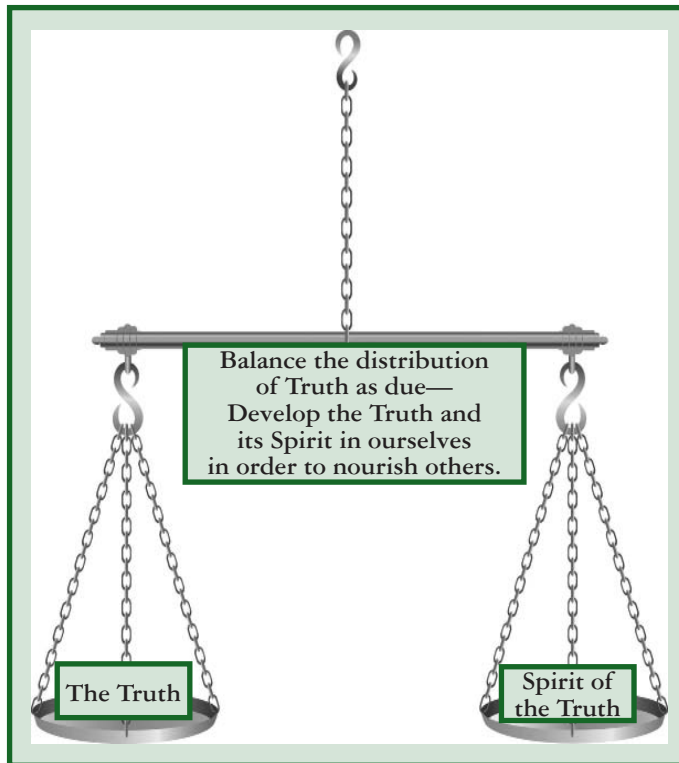 Balance the distribution
of Truth as due—
Develop the Truth and
its Spirit in ourselves
in order to nourish others.
The Truth
Spirit of
the Truth